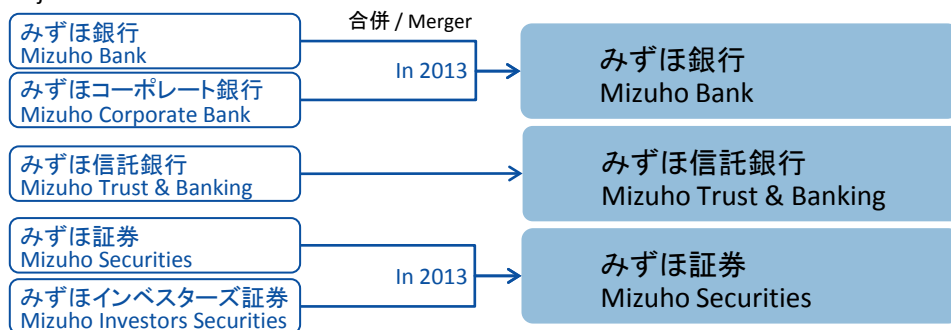 合併 / Merger
みずほ銀行
Mizuho Bank
みずほコーポレート銀行
Mizuho Corporate Bank
In 2013
みずほ銀行
Mizuho Bank
みずほ信託銀行
Mizuho Trust & Banking
みずほ信託銀行
Mizuho Trust & Banking
みずほ証券
Mizuho Securities
みずほインベスターズ証券
Mizuho Investors Securities
In 2013
みずほ証券
Mizuho Securities